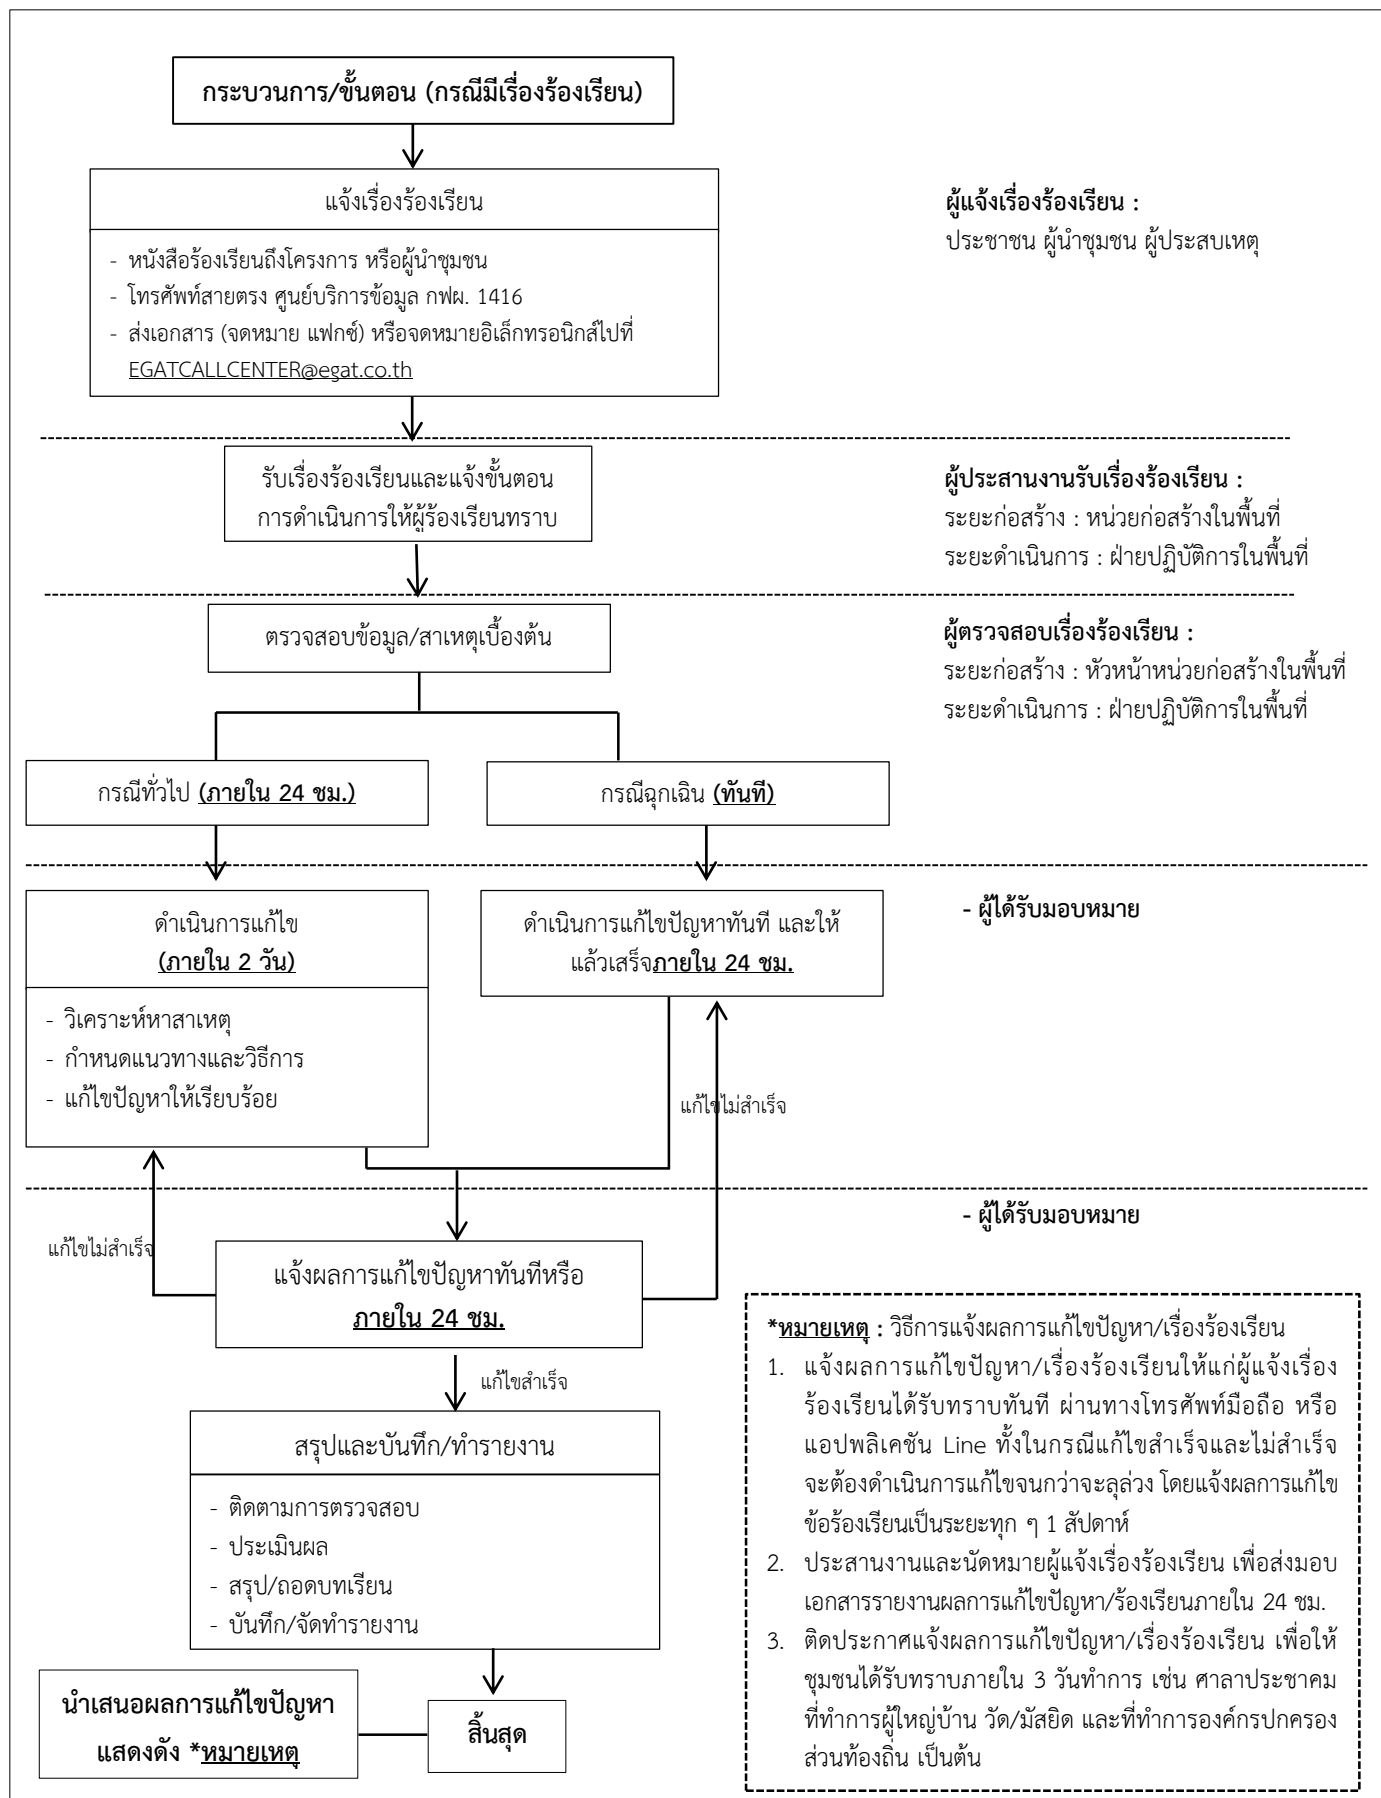 กระบวนการ/ขั้นตอน (กรณีมีเรื่องร้องเรียน)
แจ้งเรื่องร้องเรียน
- หนังสือร้องเรียนถึงโครงการ หรือผู้นำชุมชน
- โทรศัพท์สายตรง ศูนย์บริการข้อมูล กฟผ. 1416
- ส่งเอกสาร (จดหมาย แฟกซ์) หรือจดหมายอิเล็กทรอนิกส์ไปที่
EGATCALLCENTER@egat.co.th
ผู้แจ้งเรื่องร้องเรียน :
ประชาชน ผู้นำชุมชน ผู้ประสบเหตุ
รับเรื่องร้องเรียนและแจ้งขั้นตอน
การดำเนินการให้ผู้ร้องเรียนทราบ
ผู้ประสานงานรับเรื่องร้องเรียน :
ระยะก่อสร้าง : หน่วยก่อสร้างในพื้นที่
ระยะดำเนินการ : ฝ่ายปฏิบัติการในพื้นที่
ตรวจสอบข้อมูล/สาเหตุเบื้องต้น
ผู้ตรวจสอบเรื่องร้องเรียน :
ระยะก่อสร้าง : หัวหน้าหน่วยก่อสร้างในพื้นที่
ระยะดำเนินการ : ฝ่ายปฏิบัติการในพื้นที่
กรณีทั่วไป (ภายใน 24 ชม.)
กรณีฉุกเฉิน (ทันที)
ดำเนินการแก้ไข
(ภายใน 2 วัน)
- วิเคราะห์หาสาเหตุ
- กำหนดแนวทางและวิธีการ
- แก้ไขปัญหาให้เรียบร้อย
ดำเนินการแก้ไขปัญหาทันที และให้
แล้วเสร็จภายใน 24 ชม.
- ผู้ได้รับมอบหมาย
แก้ไขไม่สำเร็จ
- ผู้ได้รับมอบหมาย
แก้ไขไม่สำเร็จ
แจ้งผลการแก้ไขปัญหาทันทีหรือ
ภายใน 24 ชม.
แก้ไขสำเร็จ
สรุปและบันทึก/ทำรายงาน
- ติดตามการตรวจสอบ
- ประเมินผล
- สรุป/ถอดบทเรียน
- บันทึก/จัดทำรายงาน
นำเสนอผลการแก้ไขปัญหา
แสดงดัง *หมายเหตุ
สิ้นสุด
*หมายเหตุ : วิธีการแจ้งผลการแก้ไขปัญหา/เรื่องร้องเรียน
1. แจ้งผลการแก้ไขปัญหา/เรื่องร้องเรียนให้แก่ผู้แจ้งเรื่อง
ร้องเรียนได้รับทราบทันที ผ่านทางโทรศัพท์มือถือ หรือ
แอปพลิเคชัน Line ทั้งในกรณีแก้ไขสำเร็จและไม่สำเร็จ
จะต้องดำเนินการแก้ไขจนกว่าจะลุล่วง โดยแจ้งผลการแก้ไข
ข้อร้องเรียนเป็นระยะทุก ๆ 1 สัปดาห์
2. ประสานงานและนัดหมายผู้แจ้งเรื่องร้องเรียน เพื่อส่งมอบ
เอกสารรายงานผลการแก้ไขปัญหา/ร้องเรียนภายใน 24 ชม.
3. ติดประกาศแจ้งผลการแก้ไขปัญหา/เรื่องร้องเรียน เพื่อให้
ชุมชนได้รับทราบภายใน 3 วันทำการ เช่น ศาลาประชาคม
ที่ทำการผู้ใหญ่บ้าน วัด/มัสยิด และที่ทำการองค์กรปกครอง
ส่วนท้องถิ่น เป็นต้น